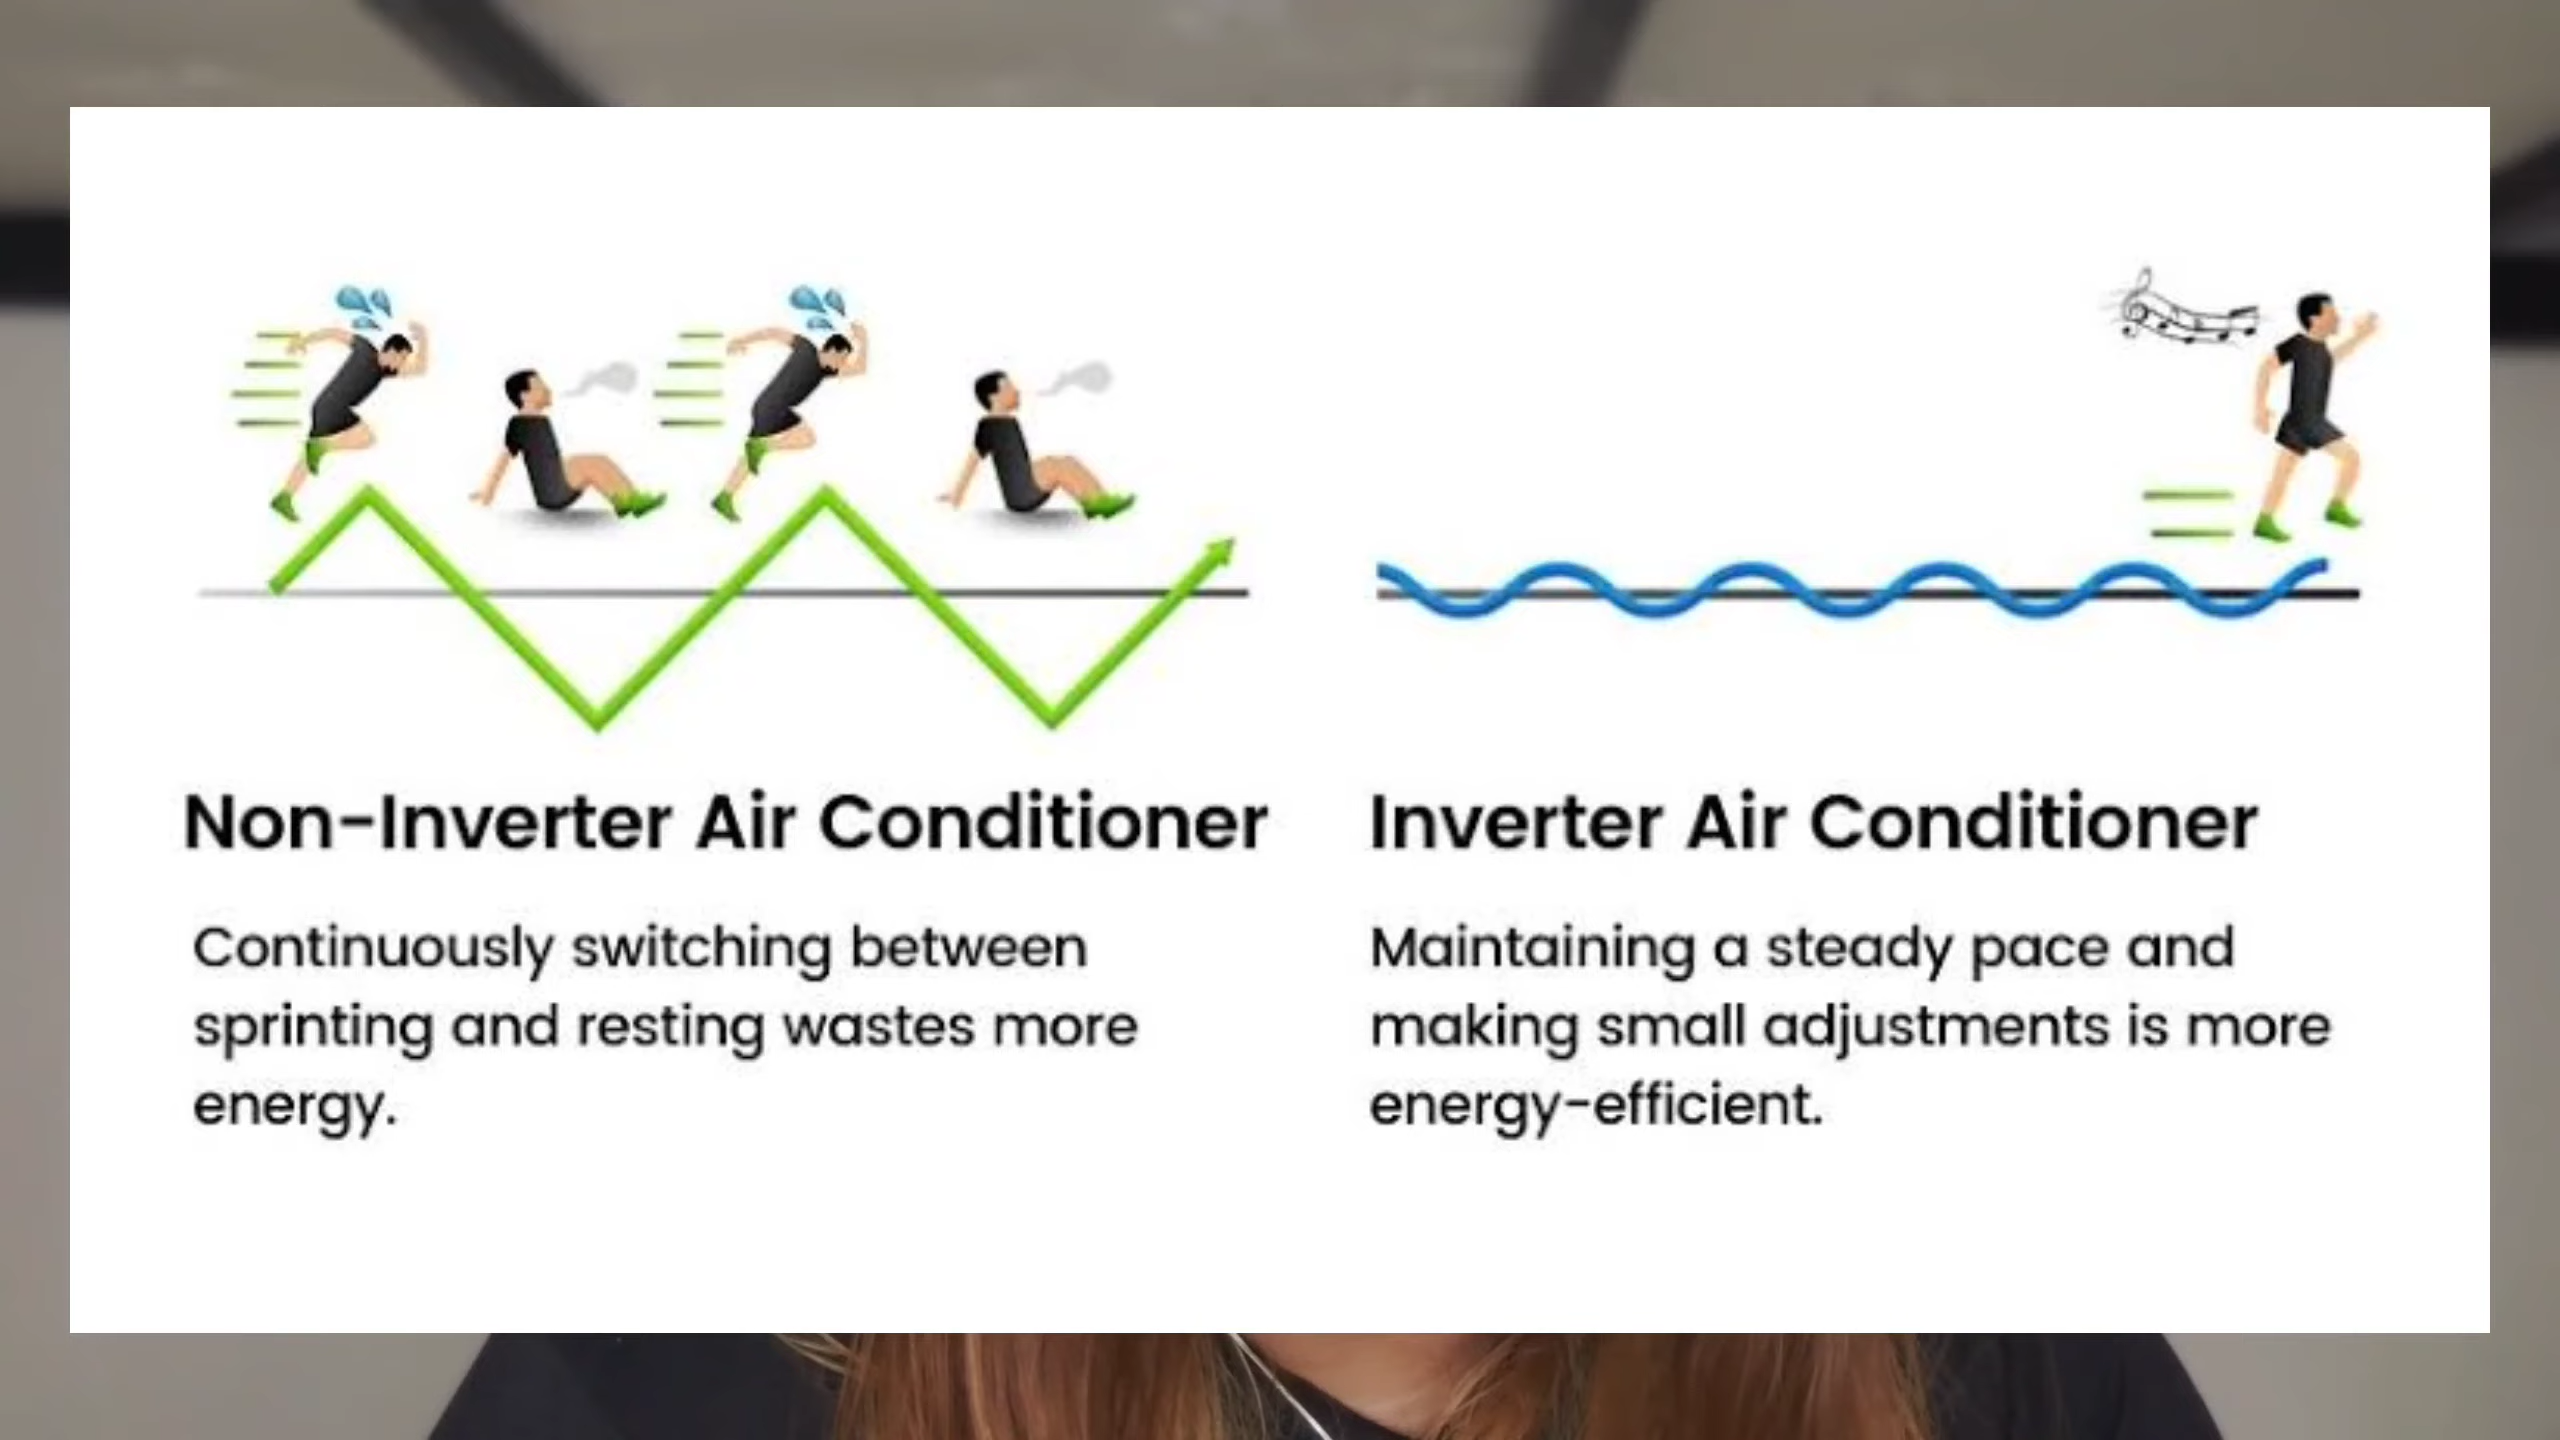 Non-Inverter Air Conditioner
Continuously switching between
sprinting and resting wastes more
energy.
Inverter Air Conditioner
Maintaining a steady pace and
making small adjustments is more
energy-efficient.